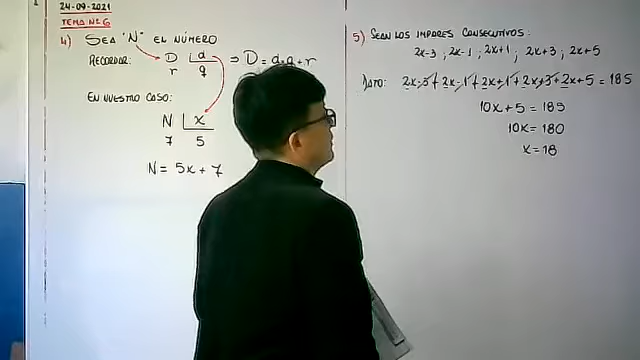 24-09-2021
TEMA Nº6
4) SEA "N" EL NÚMERO
RECORDAR: D d ⇒ D = d·q + r
r q
EN NUESTRO CASO:
N x
7 5
N = 5x + 7
5) SEAN LOS IMPARES CONSECUTIVOS:
2x-3 ; 2x-1 ; 2x+1 ; 2x+3 ; 2x+5
DATO: 2x-3 + 2x-1 + 2x+1 + 2x+3 + 2x+5 = 185
10x + 5 = 185
10x = 180
x = 18